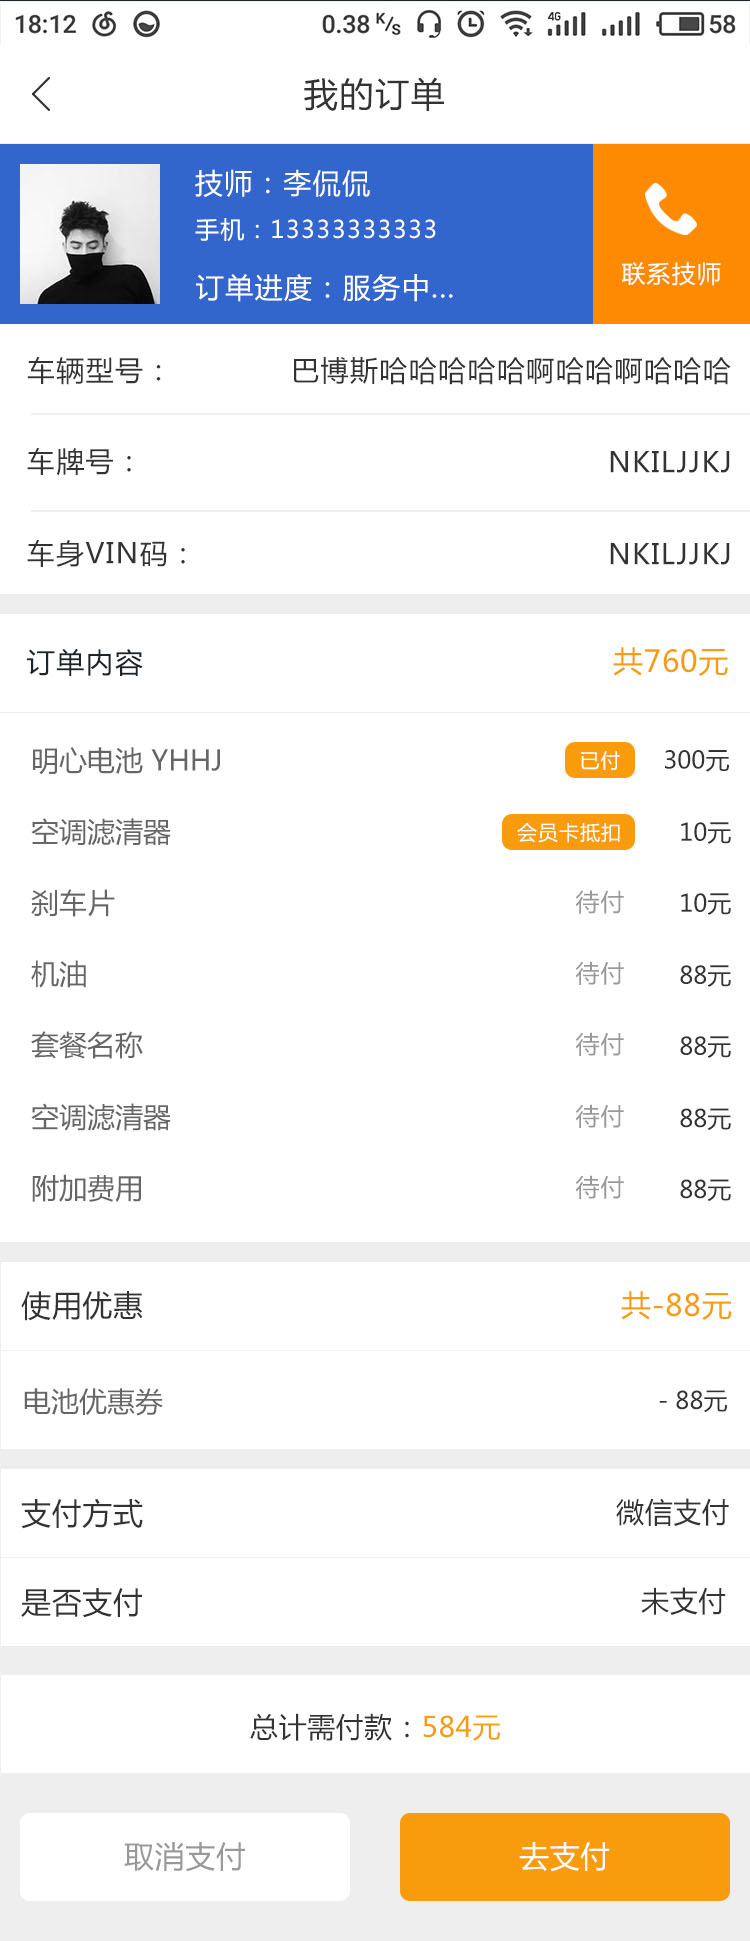 18:12 0.38 K/s 4G 58
我的订单
技师：李侃侃
手机：13333333333
订单进度：服务中...
联系技师
车辆型号： 巴博斯哈哈哈哈哈啊哈哈啊哈哈哈
车牌号： NKILJJKJ
车身VIN码： NKILJJKJ
订单内容 共760元
明心电池 YHHJ 已付 300元
空调滤清器 会员卡抵扣 10元
刹车片 待付 10元
机油 待付 88元
套餐名称 待付 88元
空调滤清器 待付 88元
附加费用 待付 88元
使用优惠 共-88元
电池优惠券 - 88元
支付方式 微信支付
是否支付 未支付
总计需付款：584元
取消支付 去支付